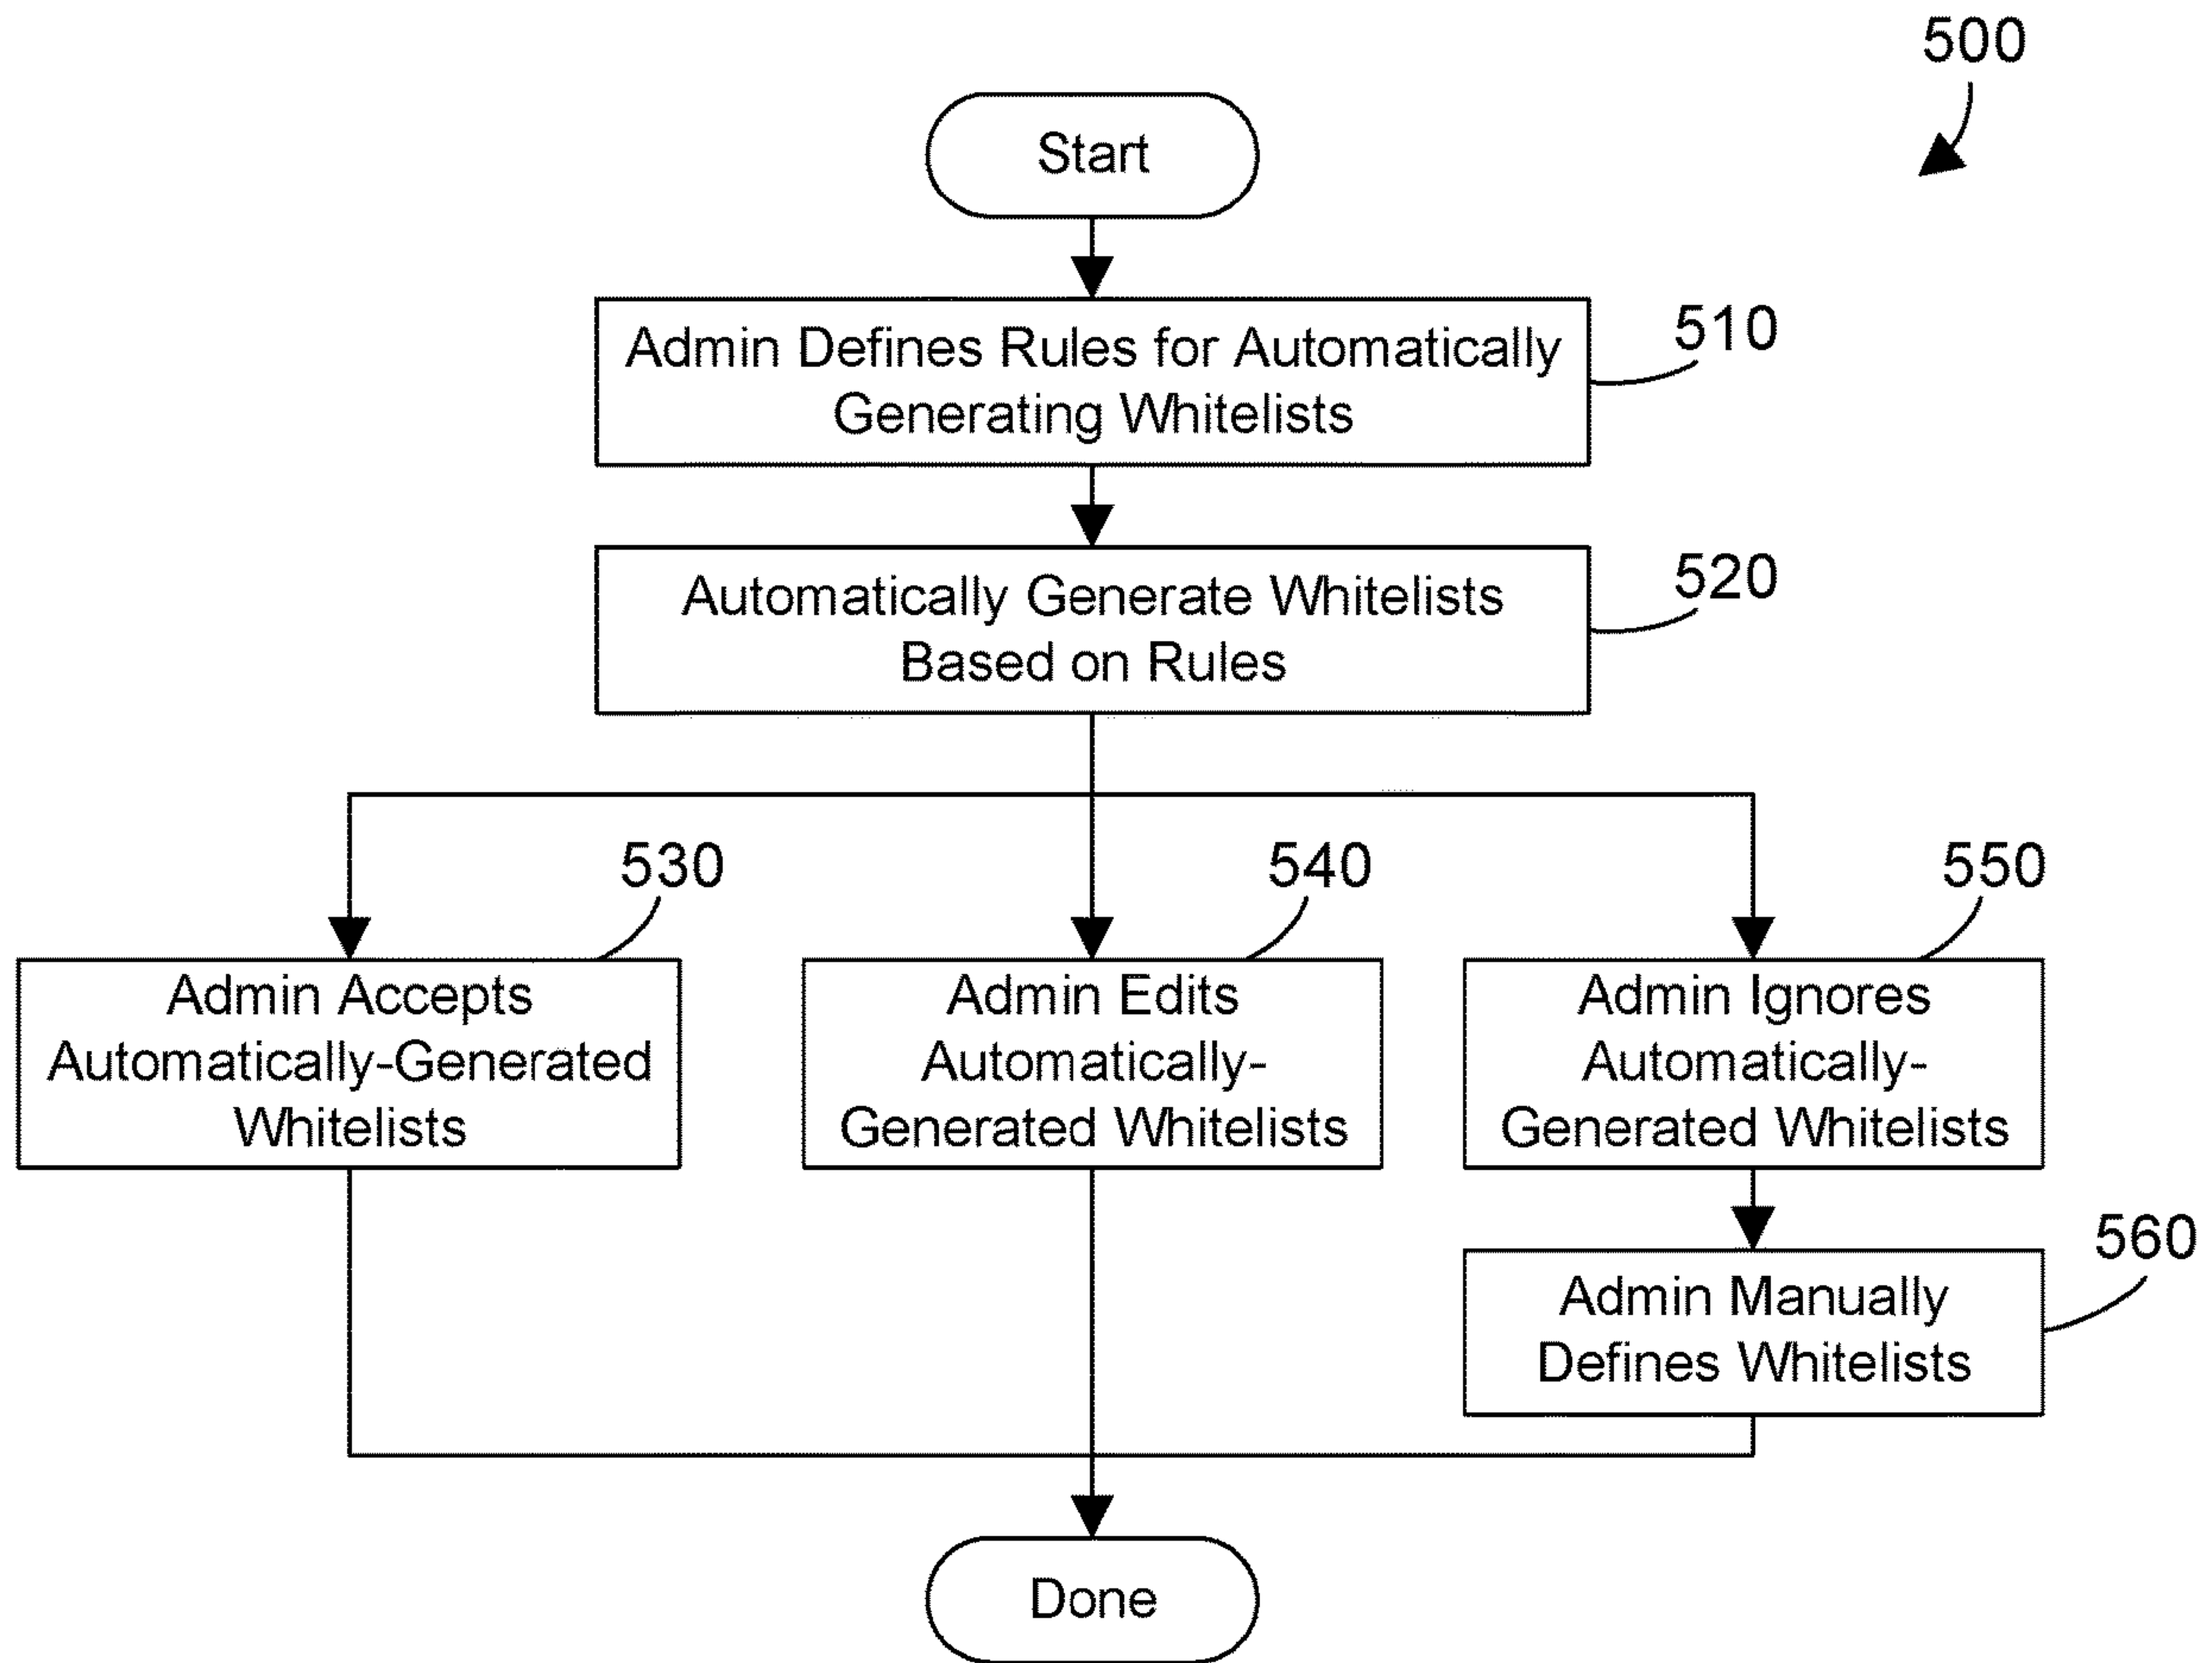 500
Start
Admin Defines Rules for Automatically
Generating Whitelists
510
Automatically Generate Whitelists
Based on Rules
520
530
Admin Accepts
Automatically-Generated
Whitelists
540
Admin Edits
Automatically-
Generated Whitelists
550
Admin Ignores
Automatically-
Generated Whitelists
560
Admin Manually
Defines Whitelists
Done